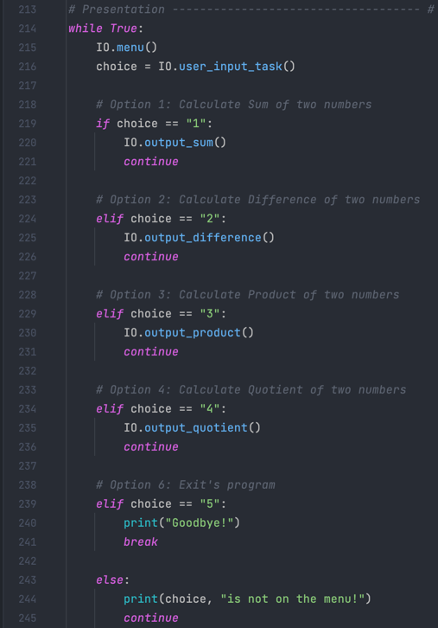 213 # Presentation ------------------------------------ #
214 while True:
215     IO.menu()
216     choice = IO.user_input_task()
217
218     # Option 1: Calculate Sum of two numbers
219     if choice == "1":
220         IO.output_sum()
221         continue
222
223     # Option 2: Calculate Difference of two numbers
224     elif choice == "2":
225         IO.output_difference()
226         continue
227
228     # Option 3: Calculate Product of two numbers
229     elif choice == "3":
230         IO.output_product()
231         continue
232
233     # Option 4: Calculate Quotient of two numbers
234     elif choice == "4":
235         IO.output_quotient()
236         continue
237
238     # Option 6: Exit's program
239     elif choice == "5":
240         print("Goodbye!")
241         break
242
243     else:
244         print(choice, "is not on the menu!")
245         continue